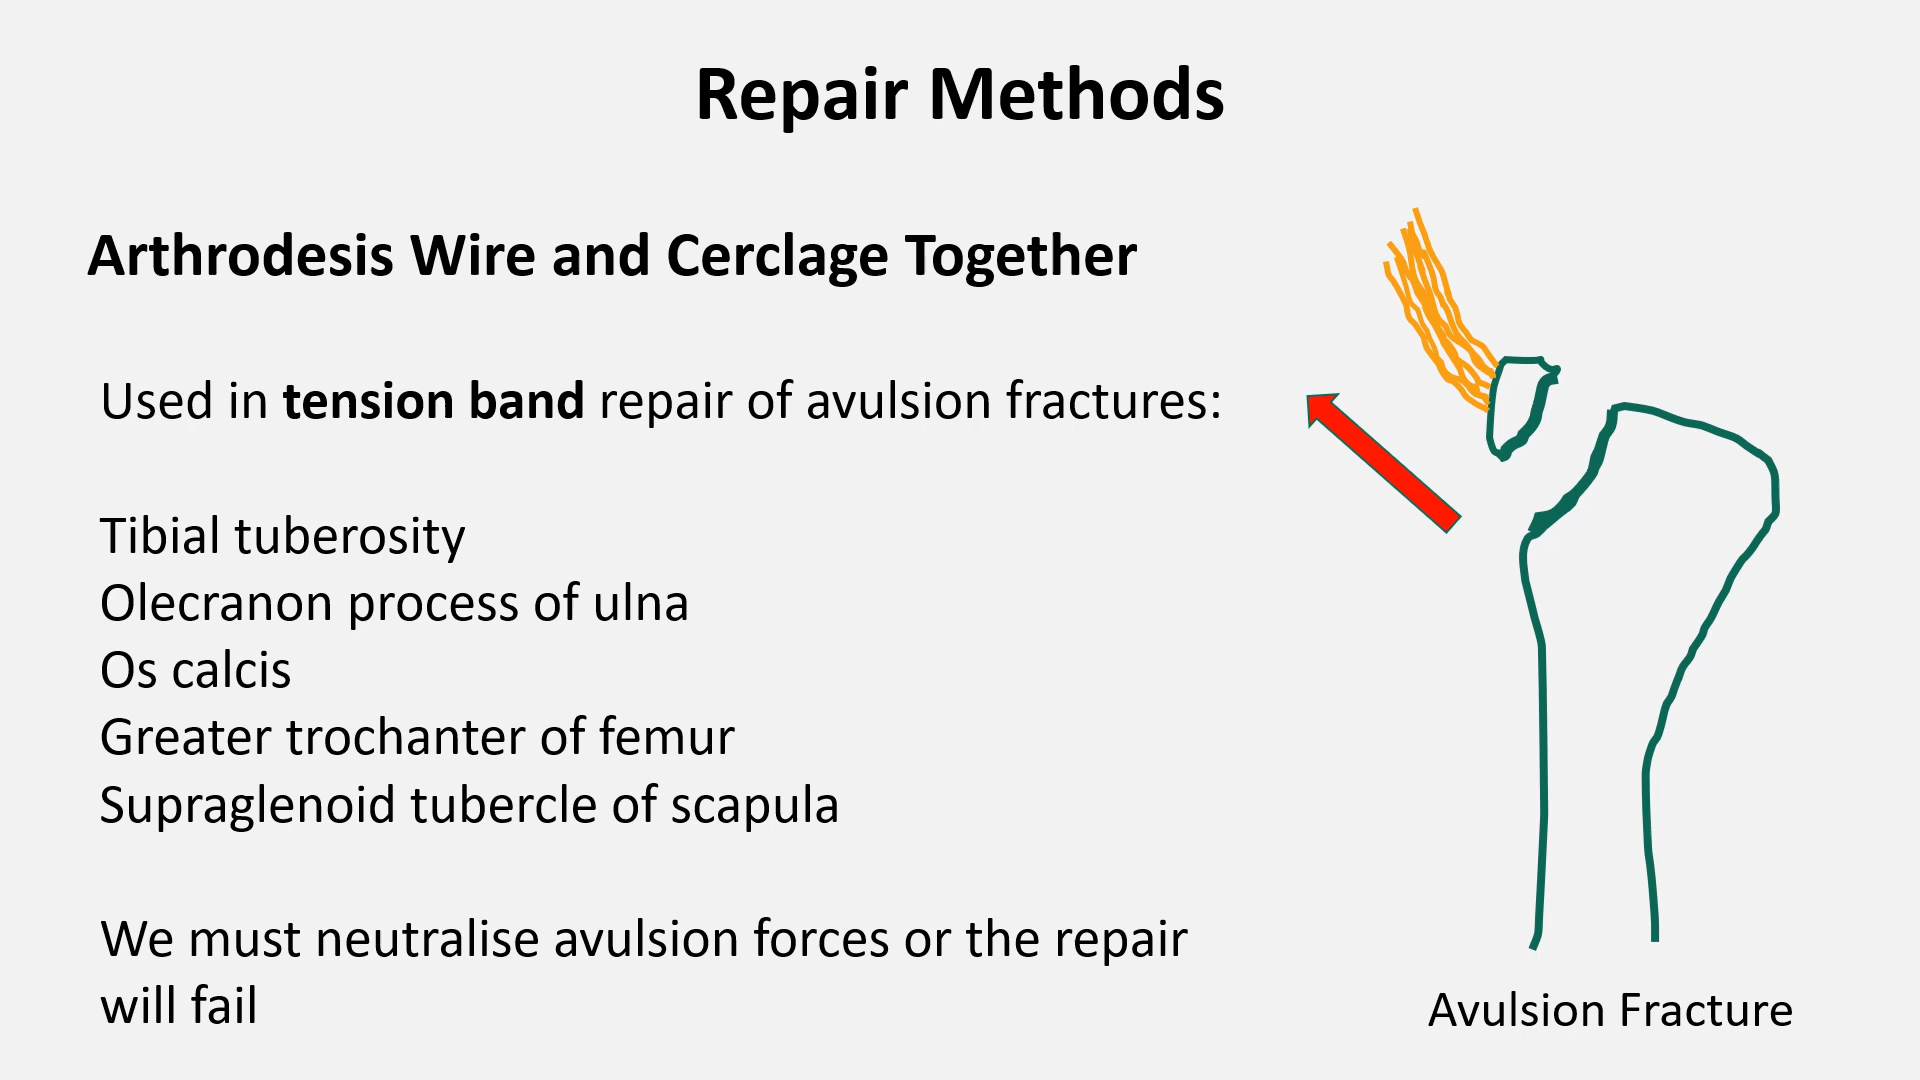 Repair Methods
Arthrodesis Wire and Cerclage Together
Used in tension band repair of avulsion fractures:
Tibial tuberosity
Olecranon process of ulna
Os calcis
Greater trochanter of femur
Supraglenoid tubercle of scapula
We must neutralise avulsion forces or the repair
will fail
Avulsion Fracture